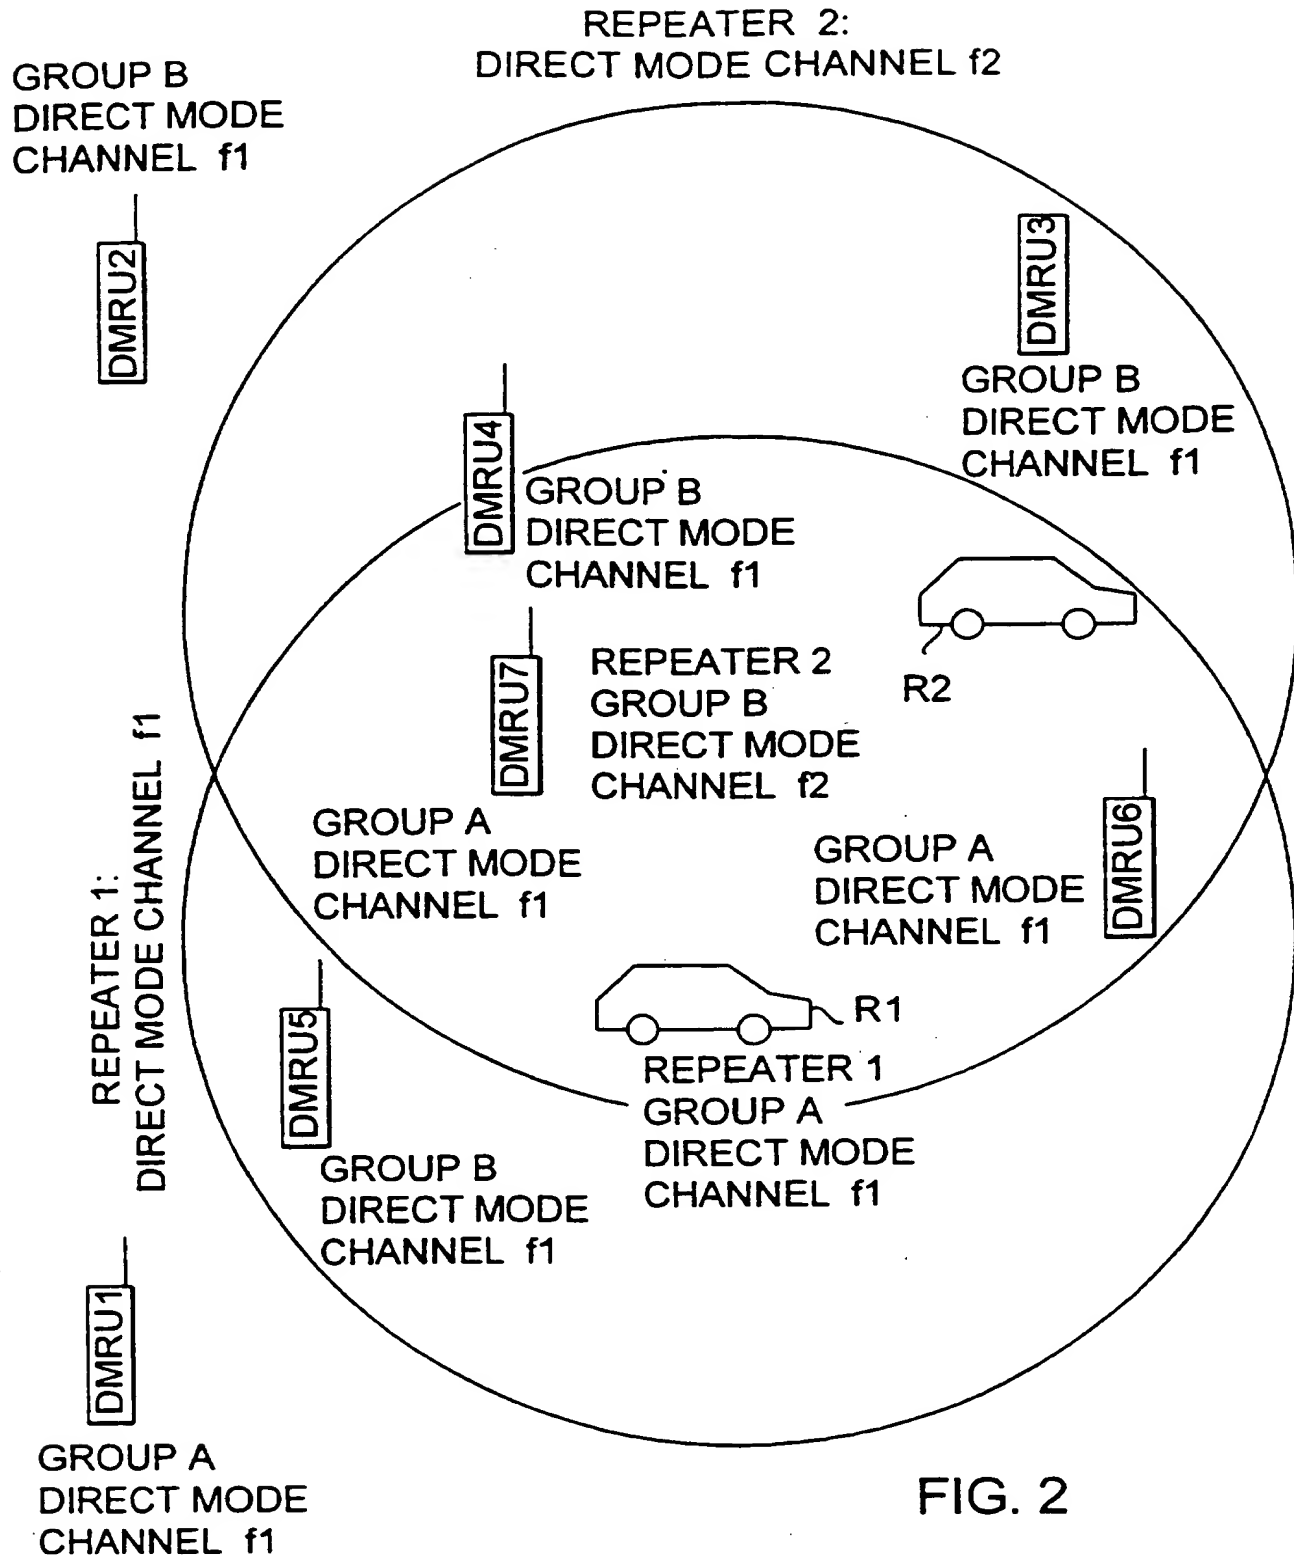 REPEATER 2:
DIRECT MODE CHANNEL f2
GROUP B
DIRECT MODE
CHANNEL f1
DMRU2
DMRU3
GROUP B
DIRECT MODE
CHANNEL f1
DMRU4
GROUP B
DIRECT MODE
CHANNEL f1
R2
DMRU7
REPEATER 2
GROUP B
DIRECT MODE
CHANNEL f2
GROUP A
DIRECT MODE
CHANNEL f1
DMRU6
GROUP A
DIRECT MODE
CHANNEL f1
REPEATER 1:
DIRECT MODE CHANNEL f1
R1
REPEATER 1
GROUP A
DIRECT MODE
CHANNEL f1
DMRU5
GROUP B
DIRECT MODE
CHANNEL f1
DMRU1
GROUP A
DIRECT MODE
CHANNEL f1
FIG. 2